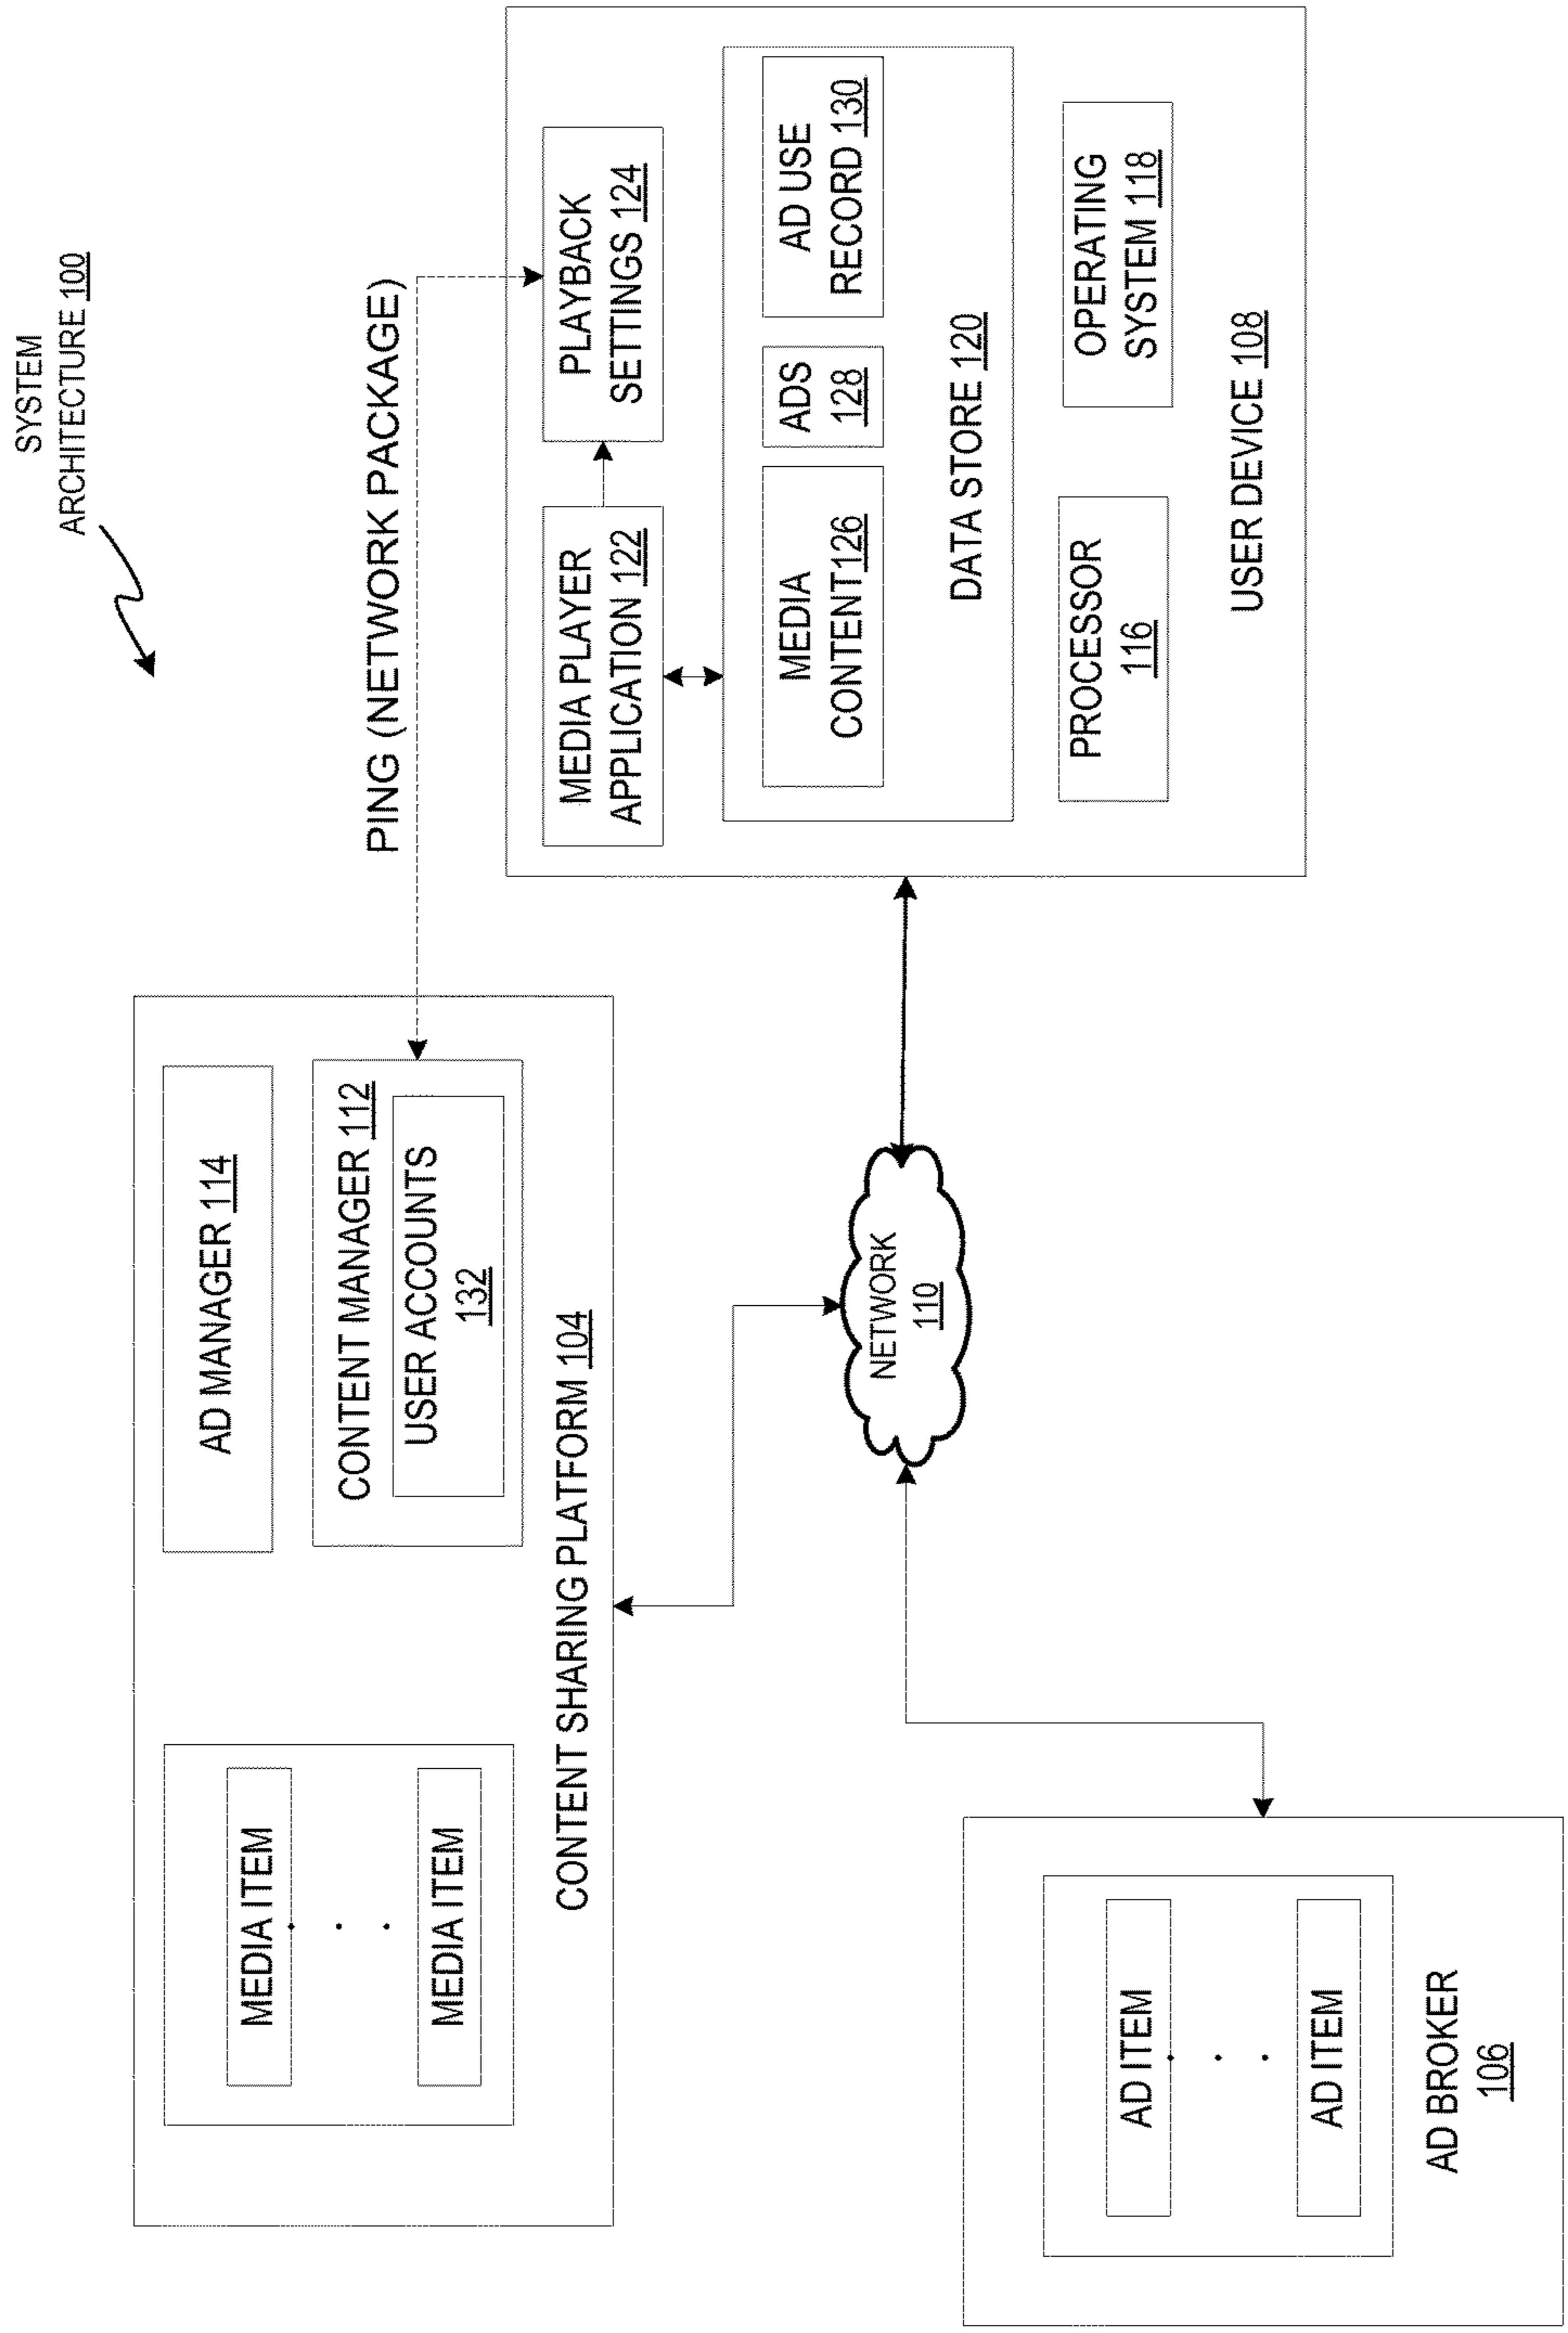 SYSTEM
ARCHITECTURE 100
MEDIA ITEM
. . .
MEDIA ITEM
AD MANAGER 114
CONTENT MANAGER 112
USER ACCOUNTS
132
CONTENT SHARING PLATFORM 104
PING (NETWORK PACKAGE)
MEDIA PLAYER
APPLICATION 122
PLAYBACK
SETTINGS 124
MEDIA
CONTENT126
ADS
128
AD USE
RECORD 130
DATA STORE 120
PROCESSOR
116
OPERATING
SYSTEM 118
USER DEVICE 108
NETWORK
110
AD ITEM
. . .
AD ITEM
AD BROKER
106